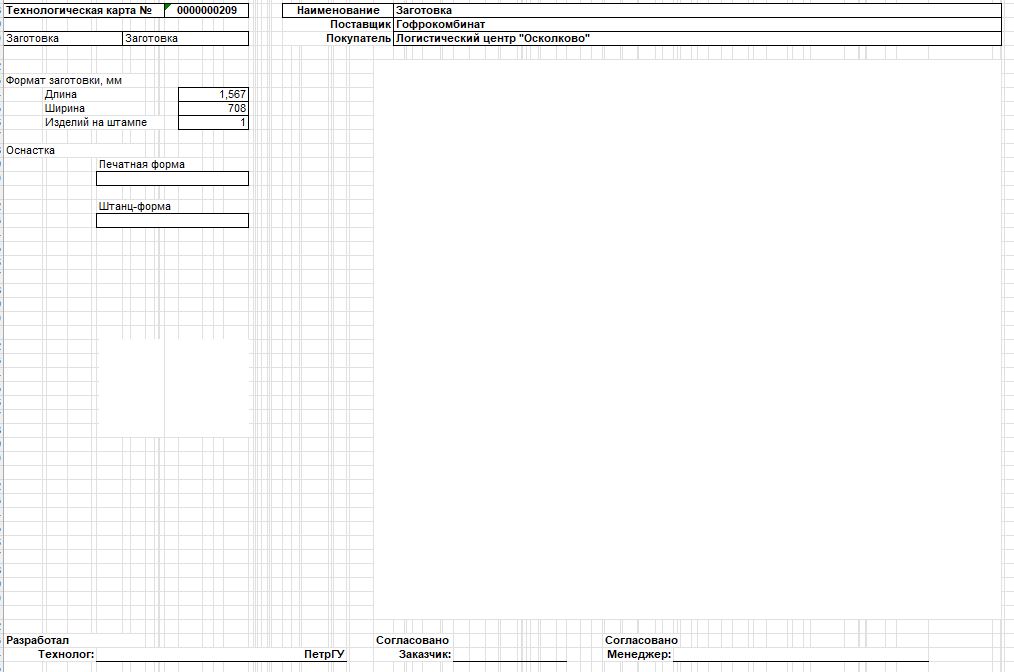 Технологическая карта № 0000000209 Наименование Заготовка
Поставщик Гофрокомбинат
Заготовка Заготовка Покупатель Логистический центр "Осколково"
Формат заготовки, мм
Длина 1,567
Ширина 708
Изделий на штампе 1
Оснастка
Печатная форма
Штанц-форма
Разработал Согласовано Согласовано
Технолог: ПетрГУ Заказчик: Менеджер: